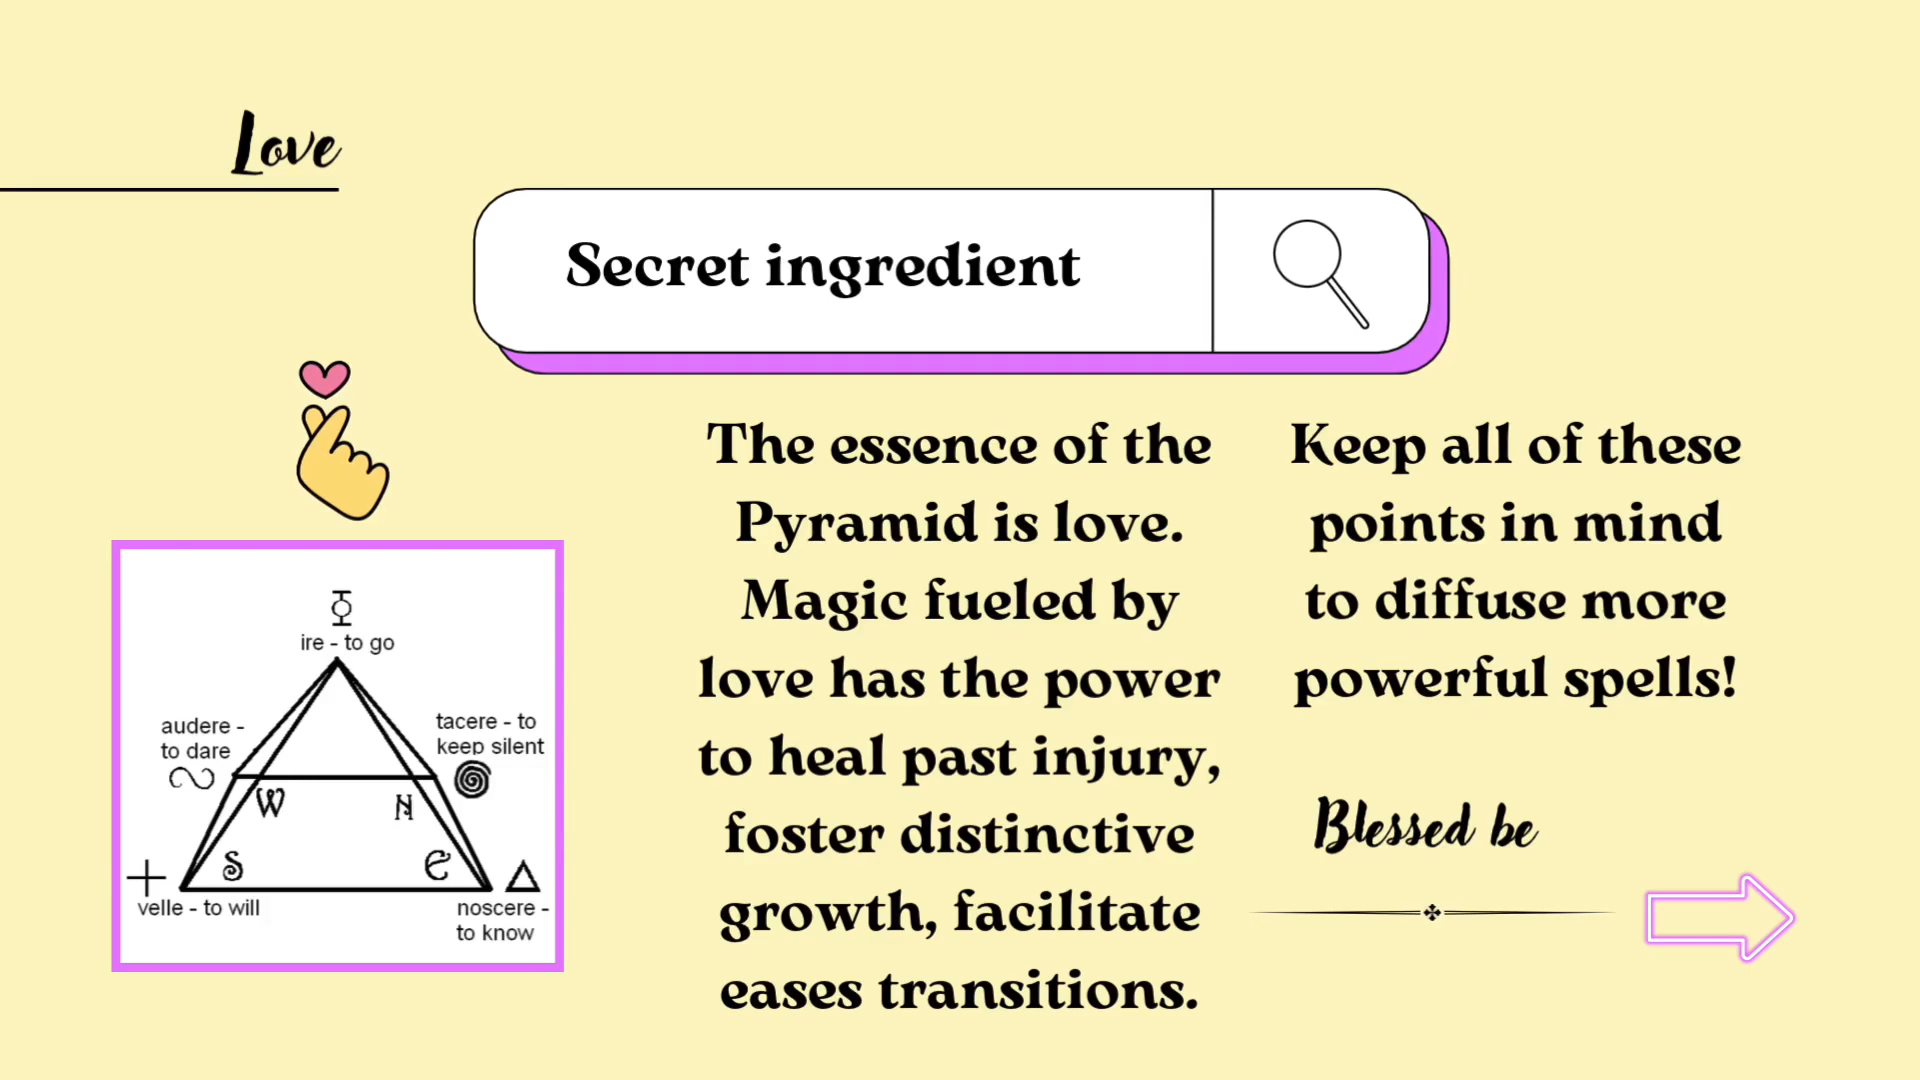 Love
Secret ingredient
The essence of the
Pyramid is love.
Magic fueled by
love has the power
to heal past injury,
foster distinctive
growth, facilitate
eases transitions.
Keep all of these
points in mind
to diffuse more
powerful spells!
Blessed be
ire - to go
audere -
to dare
tacere - to
keep silent
W
N
S
E
velle - to will
noscere -
to know